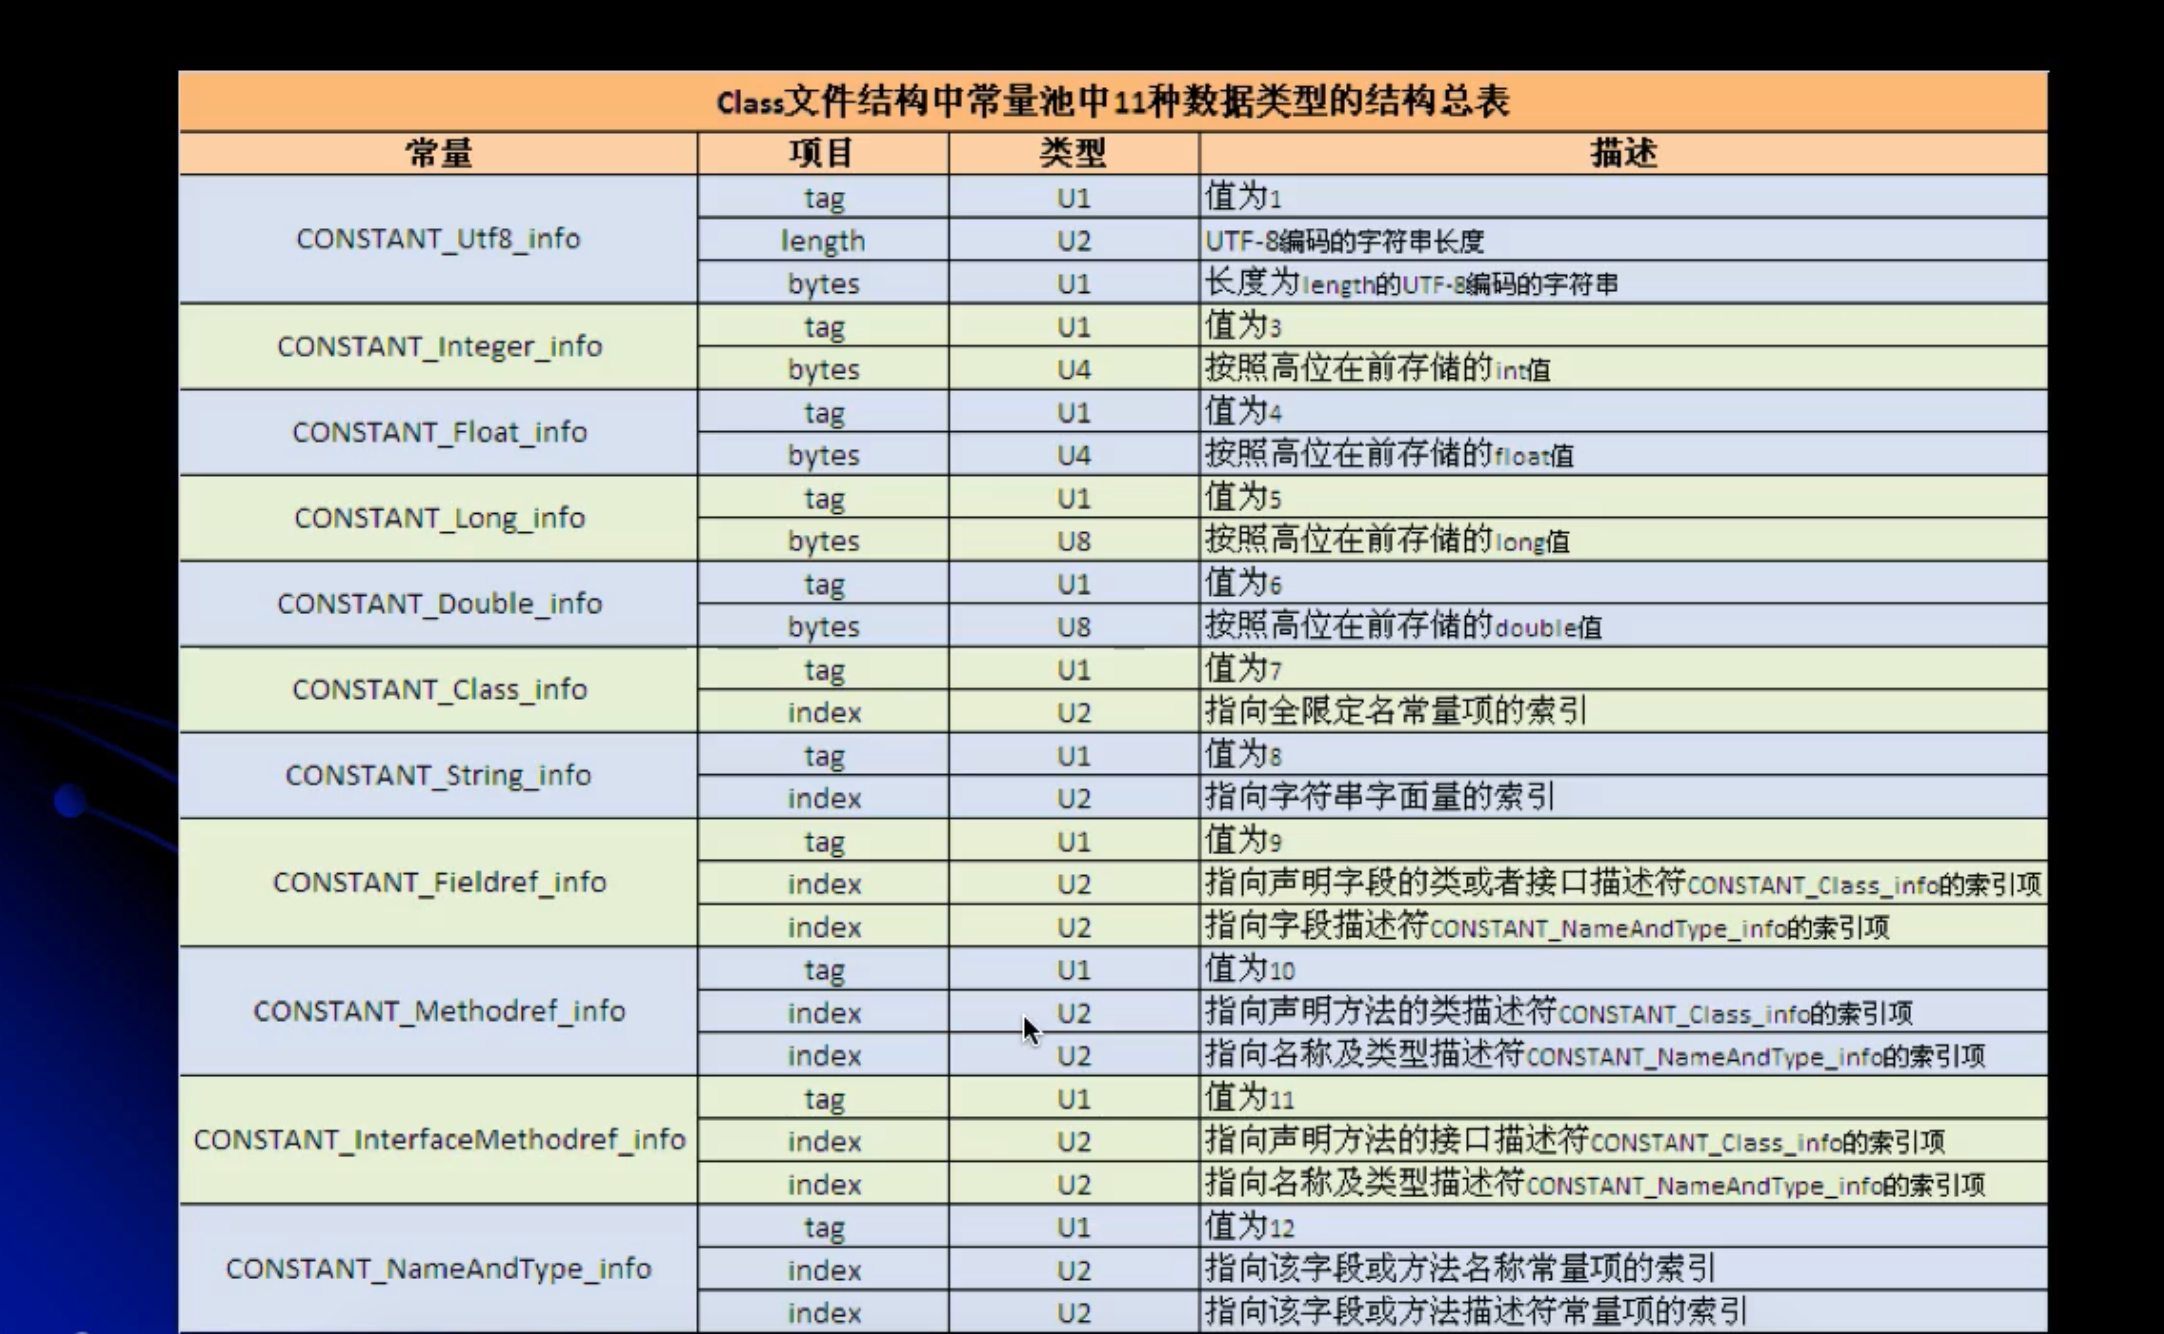 Class文件结构中常量池中11种数据类型的结构总表
常量 项目 类型 描述
CONSTANT_Utf8_info tag U1 值为1
length U2 UTF-8编码的字符串长度
bytes U1 长度为length的UTF-8编码的字符串
CONSTANT_Integer_info tag U1 值为3
bytes U4 按照高位在前存储的int值
CONSTANT_Float_info tag U1 值为4
bytes U4 按照高位在前存储的float值
CONSTANT_Long_info tag U1 值为5
bytes U8 按照高位在前存储的long值
CONSTANT_Double_info tag U1 值为6
bytes U8 按照高位在前存储的double值
CONSTANT_Class_info tag U1 值为7
index U2 指向全限定名常量项的索引
CONSTANT_String_info tag U1 值为8
index U2 指向字符串字面量的索引
CONSTANT_Fieldref_info tag U1 值为9
index U2 指向声明字段的类或者接口描述符CONSTANT_Class_info的索引项
index U2 指向字段描述符CONSTANT_NameAndType_info的索引项
CONSTANT_Methodref_info tag U1 值为10
index U2 指向声明方法的类描述符CONSTANT_Class_info的索引项
index U2 指向名称及类型描述符CONSTANT_NameAndType_info的索引项
CONSTANT_InterfaceMethodref_info tag U1 值为11
index U2 指向声明方法的接口描述符CONSTANT_Class_info的索引项
index U2 指向名称及类型描述符CONSTANT_NameAndType_info的索引项
CONSTANT_NameAndType_info tag U1 值为12
index U2 指向该字段或方法名称常量项的索引
index U2 指向该字段或方法描述符常量项的索引